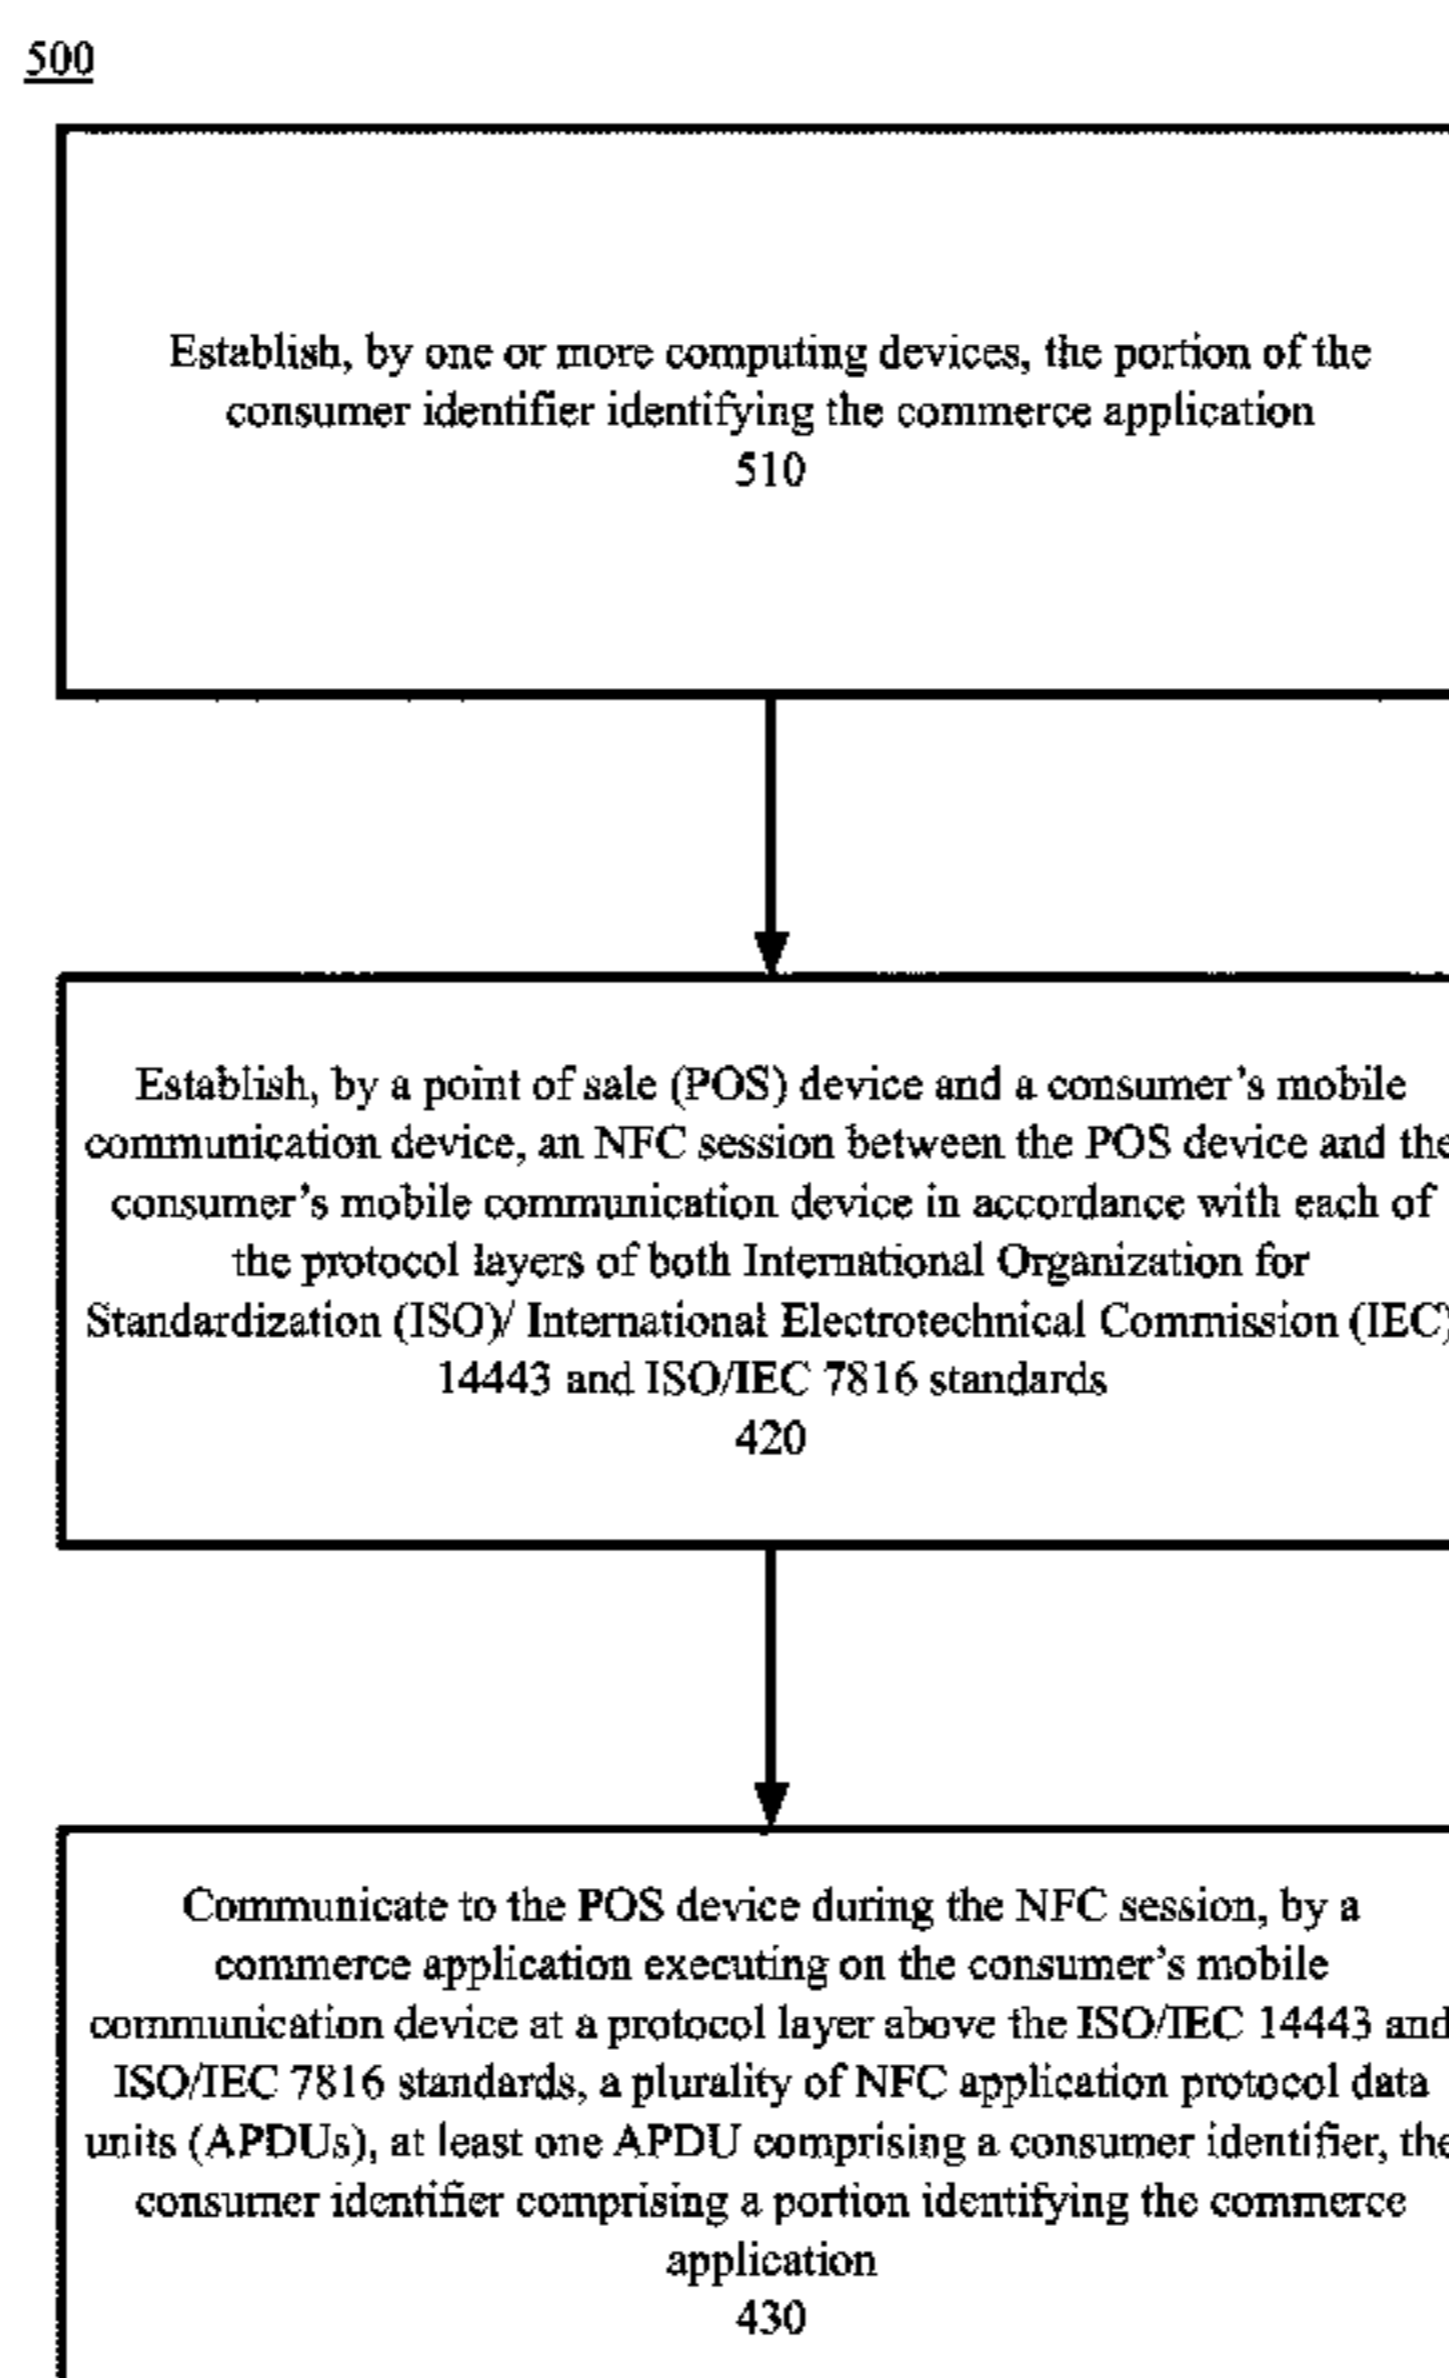 500
Establish, by one or more computing devices, the portion of the
consumer identifier identifying the commerce application
510
Establish, by a point of sale (POS) device and a consumer’s mobile
communication device, an NFC session between the POS device and the
consumer’s mobile communication device in accordance with each of
the protocol layers of both International Organization for
Standardization (ISO)/ International Electrotechnical Commission (IEC)
14443 and ISO/IEC 7816 standards
420
Communicate to the POS device during the NFC session, by a
commerce application executing on the consumer’s mobile
communication device at a protocol layer above the ISO/IEC 14443 and
ISO/IEC 7816 standards, a plurality of NFC application protocol data
units (APDUs), at least one APDU comprising a consumer identifier, the
consumer identifier comprising a portion identifying the commerce
application
430